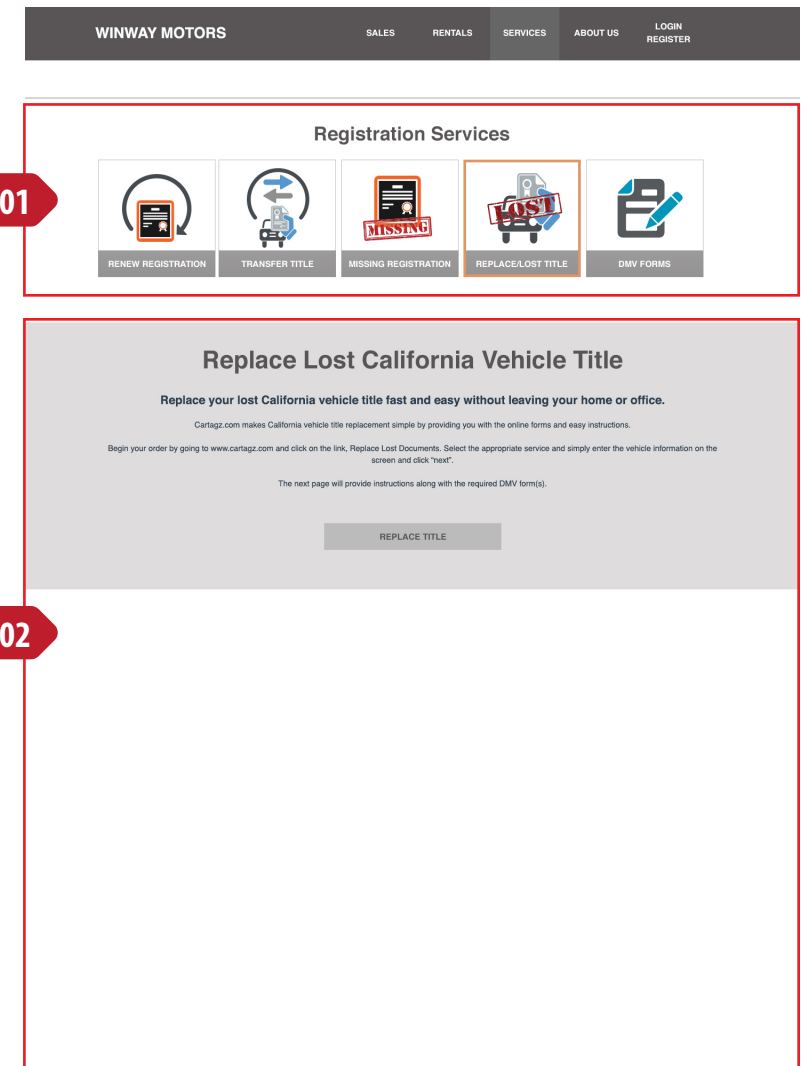 WINWAY MOTORS
SALES
RENTALS
SERVICES
ABOUT US
LOGIN
REGISTER
Registration Services
01
MISSING
LOST
RENEW REGISTRATION
TRANSFER TITLE
MISSING REGISTRATION
REPLACE/LOST TITLE
DMV FORMS
Replace Lost California Vehicle Title
Replace your lost California vehicle title fast and easy without leaving your home or office.
Cartagz.com makes California vehicle title replacement simple by providing you with the online forms and easy instructions.
Begin your order by going to www.cartagz.com and click on the link, Replace Lost Documents. Select the appropriate service and simply enter the vehicle information on the
screen and click “next”.
The next page will provide instructions along with the required DMV form(s).
REPLACE TITLE
02